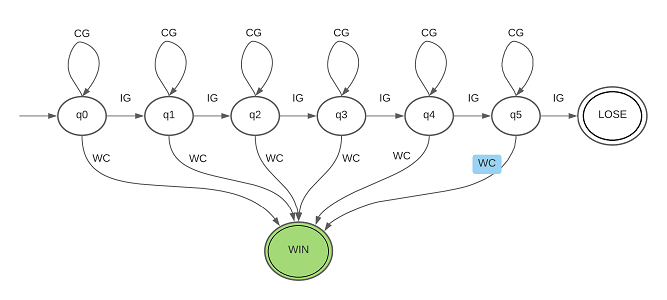 CG CG CG CG CG CG
IG IG IG IG IG IG
q0 q1 q2 q3 q4 q5 LOSE
WC WC WC WC WC WC
WIN